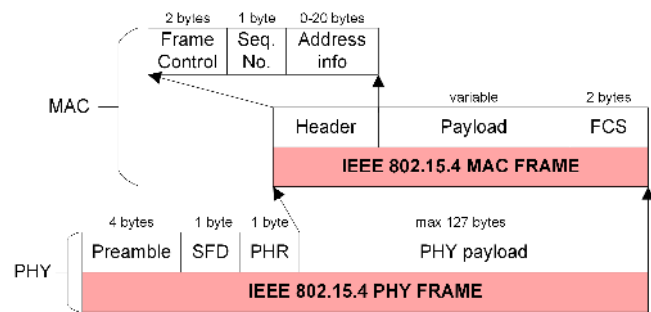 2 bytes 1 byte 0-20 bytes
Frame Seq. Address
Control No. info
MAC
variable 2 bytes
Header Payload FCS
IEEE 802.15.4 MAC FRAME
4 bytes 1 byte 1 byte max 127 bytes
Preamble SFD PHR PHY payload
PHY
IEEE 802.15.4 PHY FRAME